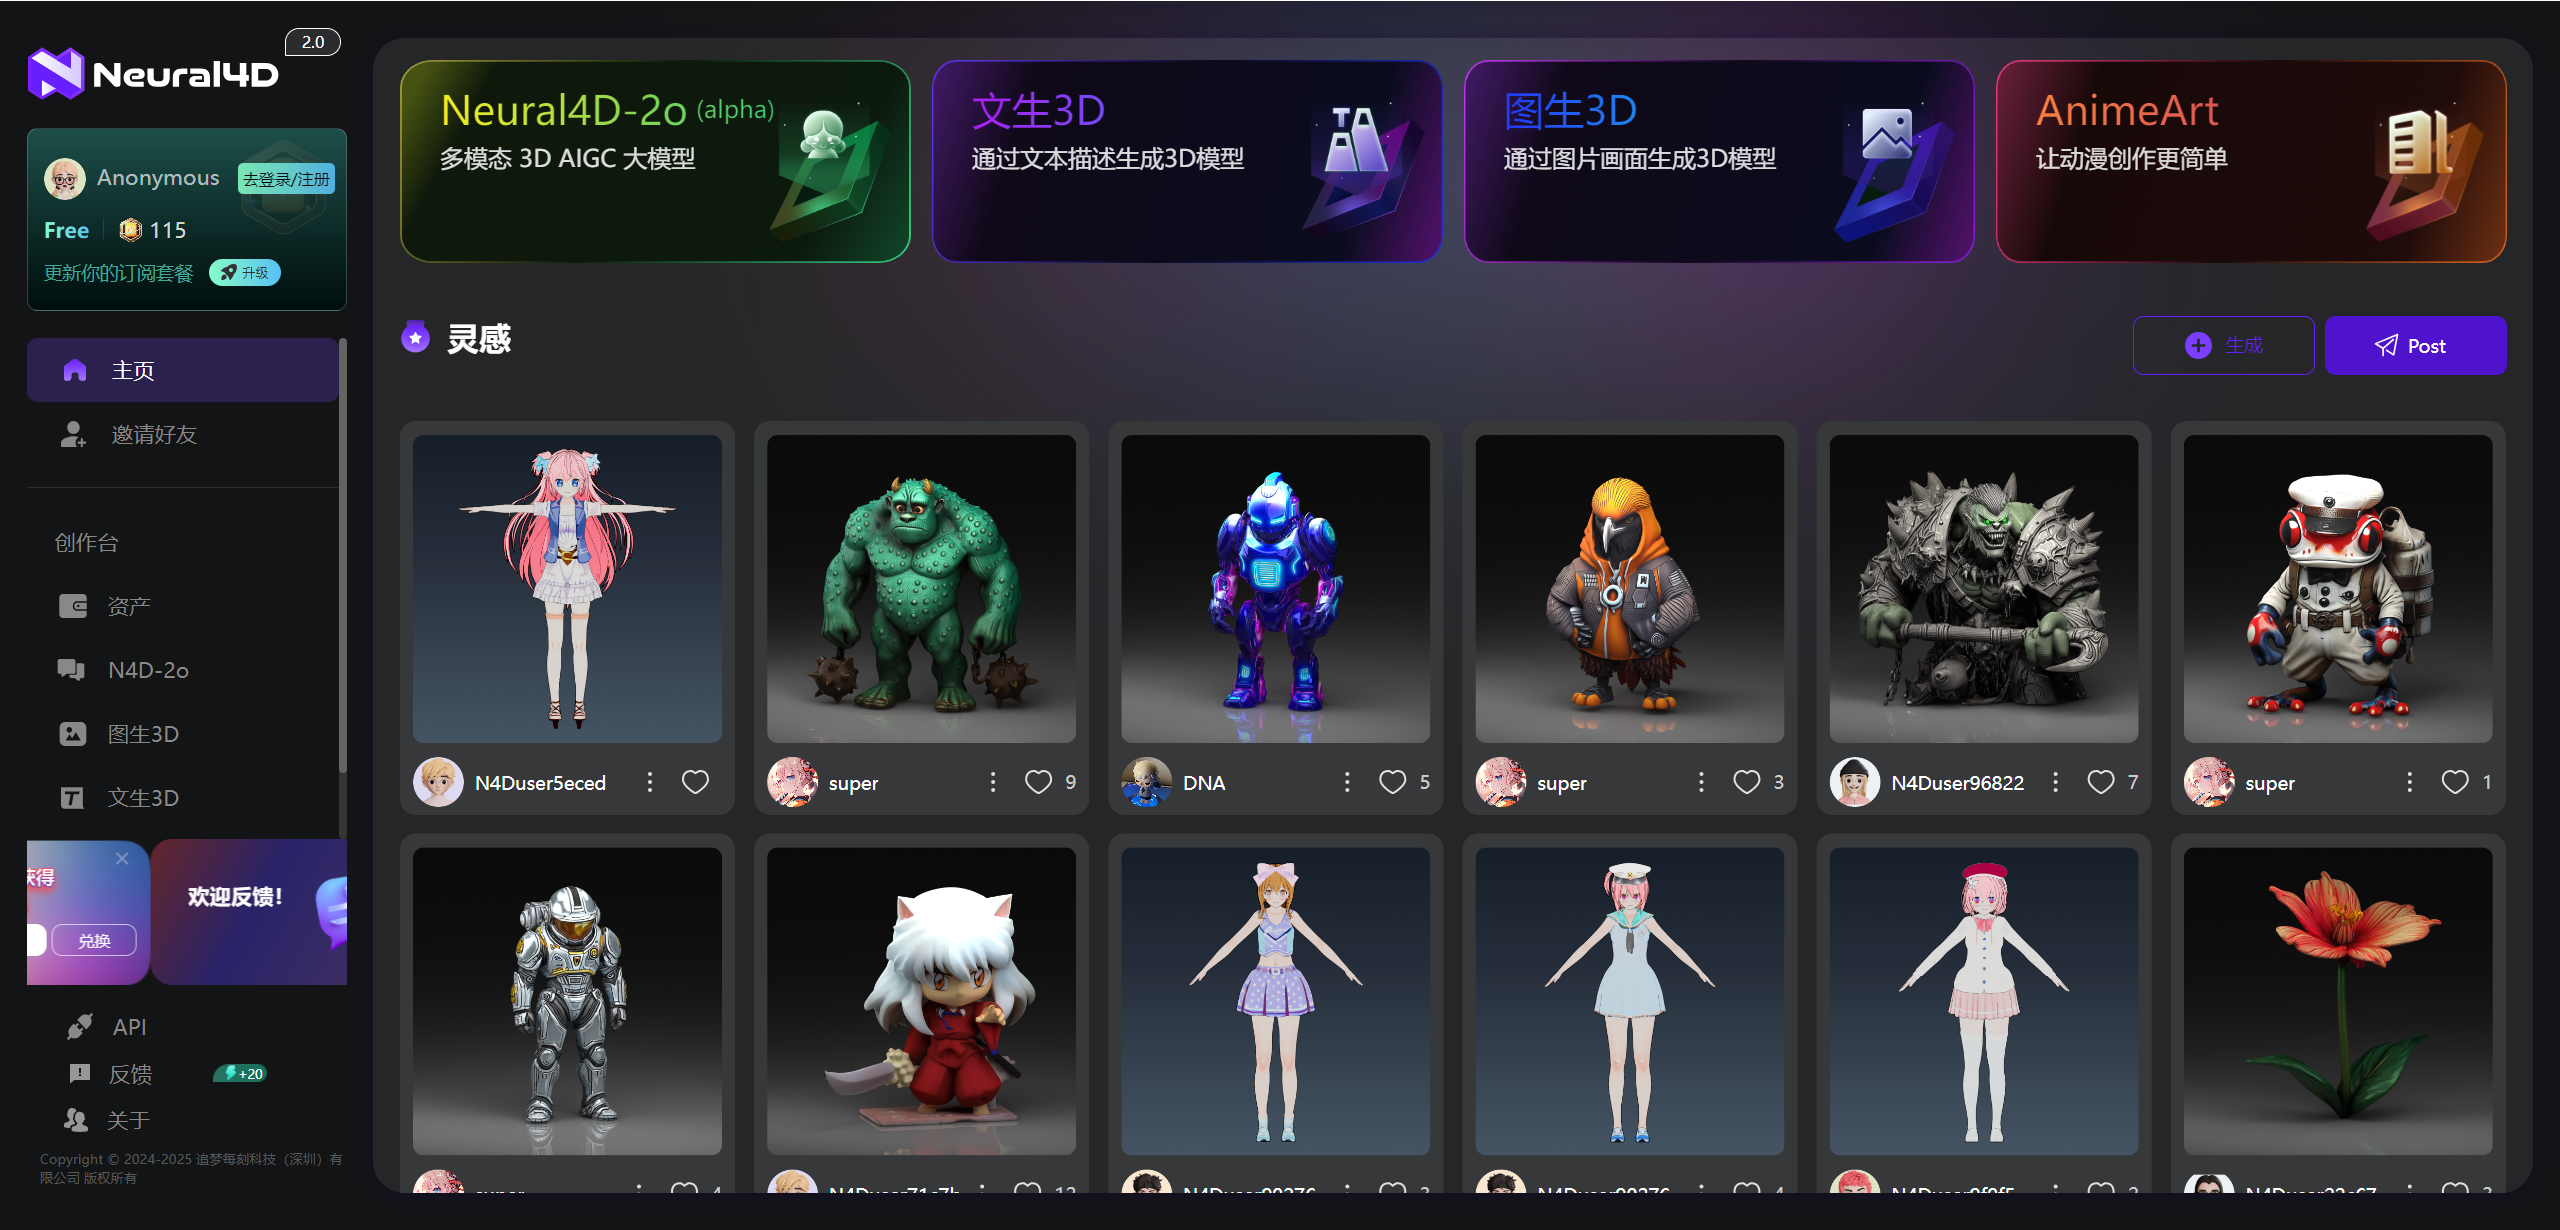 2.0
Neural4D
Anonymous
去登录/注册
Free
115
更新你的订阅套餐
升级
主页
邀请好友
创作台
资产
N4D-2o
图生3D
文生3D
获得
欢迎反馈!
兑换
API
反馈
+20
关于
Copyright © 2024-2025 追梦每刻科技（深圳）有
限公司 版权所有
Neural4D-2o (alpha)
多模态 3D AIGC 大模型
文生3D
通过文本描述生成3D模型
图生3D
通过图片画面生成3D模型
AnimeArt
让动漫创作更简单
灵感
生成
Post
N4Duser5eced
super
9
DNA
5
super
3
N4Duser96822
7
super
1